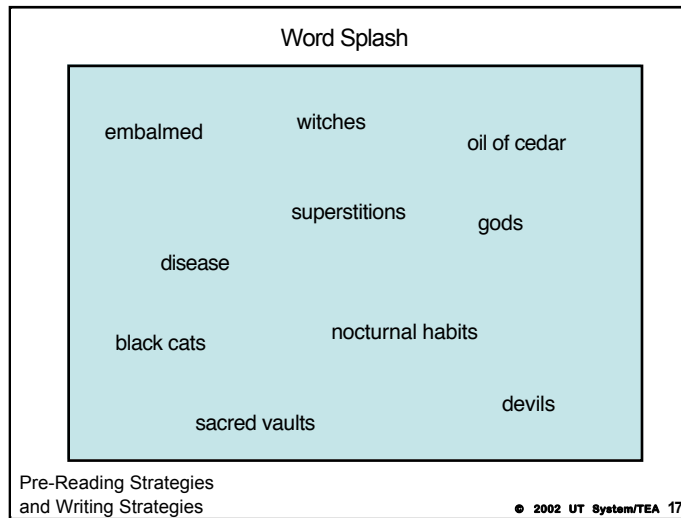 Word Splash
embalmed
witches
oil of cedar
superstitions
gods
disease
black cats
nocturnal habits
sacred vaults
devils
Pre-Reading Strategies
and Writing Strategies
© 2002 UT System/TEA 17